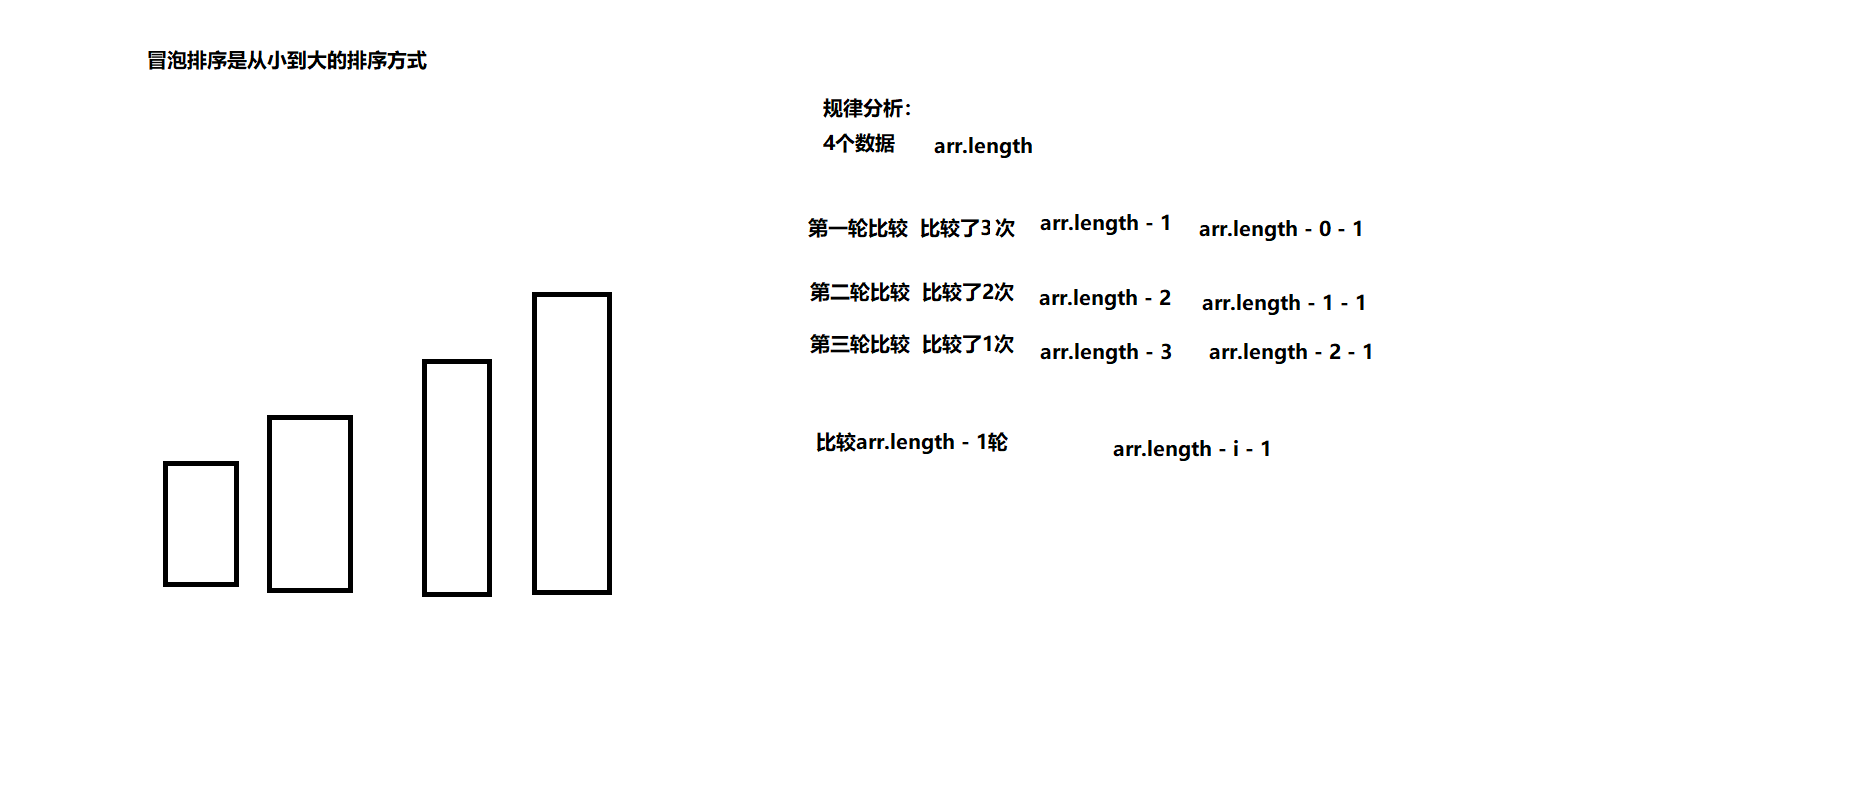 冒泡排序是从小到大的排序方式
规律分析：
4个数据 arr.length
第一轮比较 比较了3次 arr.length - 1 arr.length - 0 - 1
第二轮比较 比较了2次 arr.length - 2 arr.length - 1 - 1
第三轮比较 比较了1次 arr.length - 3 arr.length - 2 - 1
比较arr.length - 1轮 arr.length - i - 1